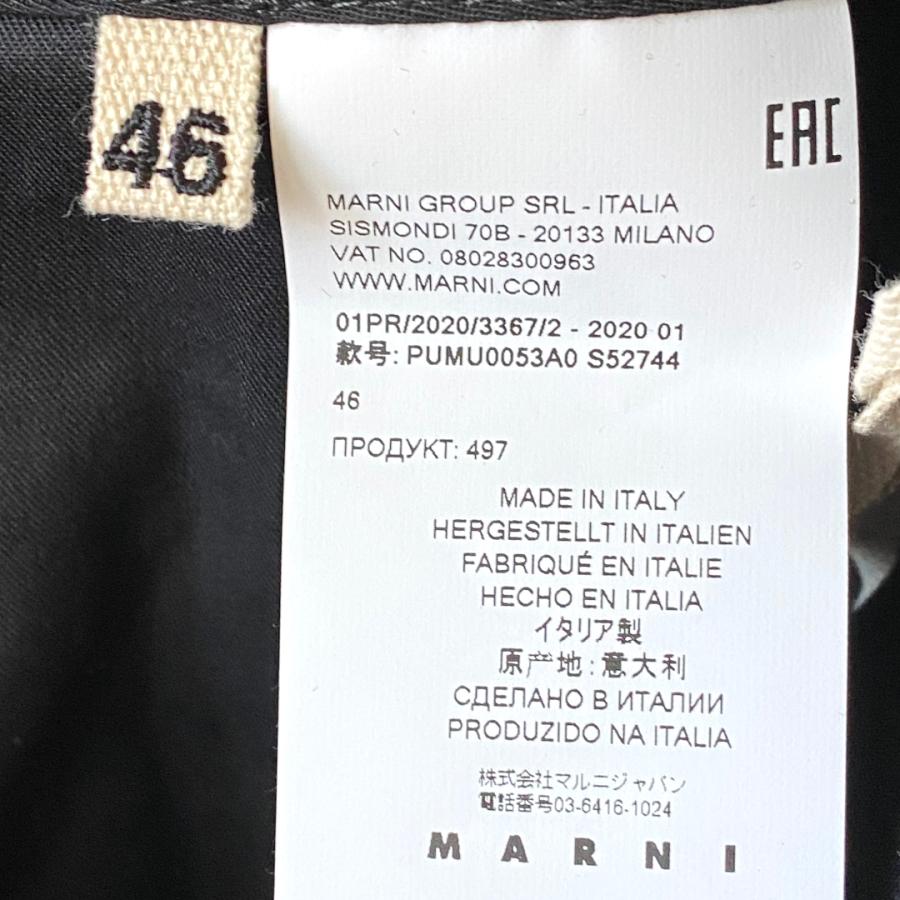 46
EAC
MARNI GROUP SRL - ITALIA
SISMONDI 70B - 20133 MILANO
VAT NO. 08028300963
WWW.MARNI.COM
01PR/2020/3367/2 - 2020 01
款号: PUMU0053A0 S52744
46
ПРОДУКТ: 497
MADE IN ITALY
HERGESTELLT IN ITALIEN
FABRIQUÉ EN ITALIE
HECHO EN ITALIA
イタリア製
原产地: 意大利
СДЕЛАНО В ИТАЛИИ
PRODUZIDO NA ITALIA
株式会社マルニジャパン
電話番号03-6416-1024
MARNI